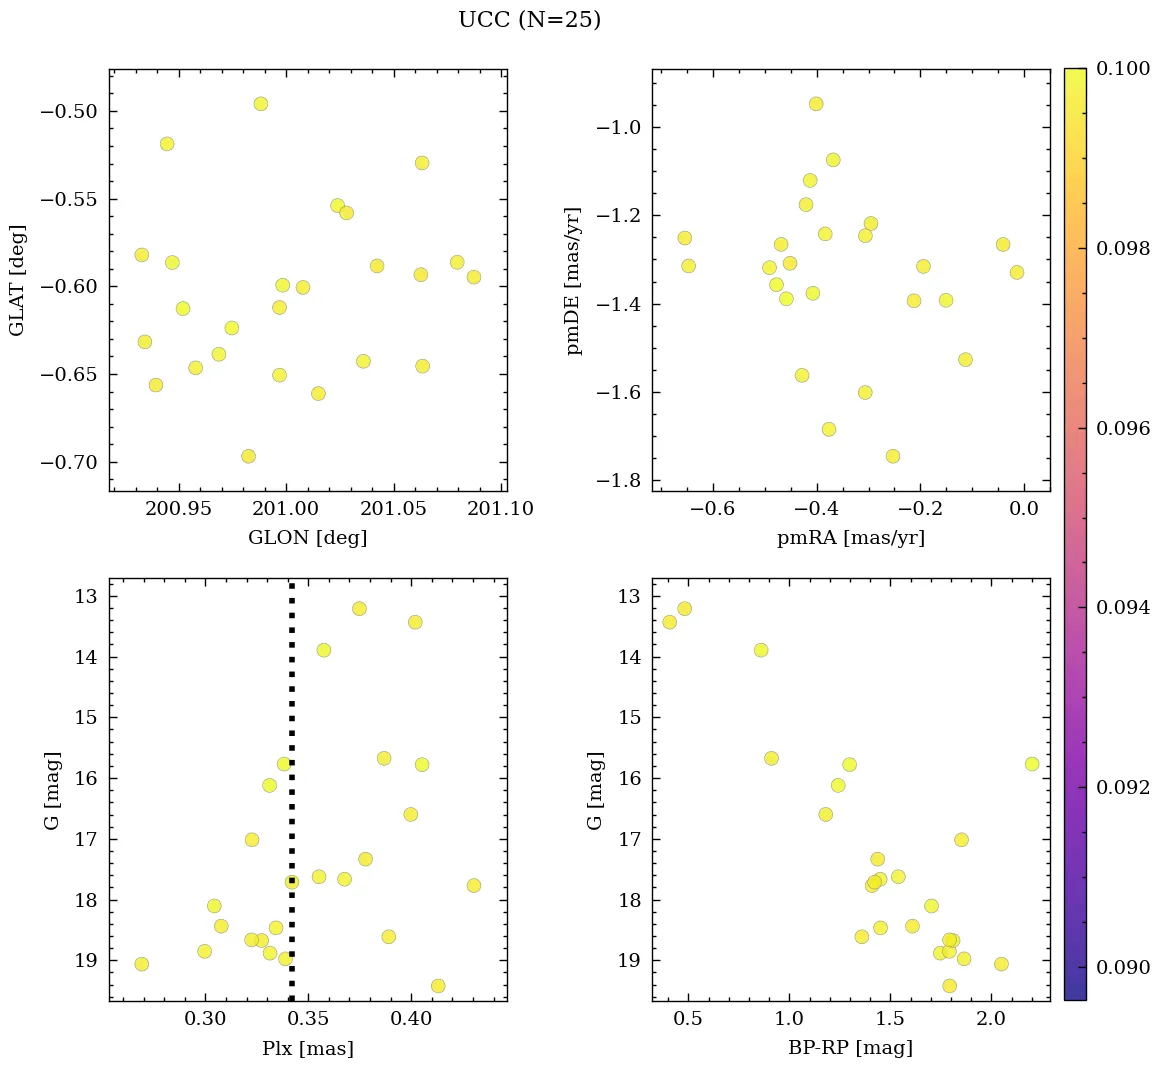 UCC (N=25)
−0.50
−0.55
−0.60
−0.65
−0.70
GLAT [deg]
200.95 201.00 201.05 201.10
GLON [deg]
−1.0
−1.2
−1.4
−1.6
−1.8
pmDE [mas/yr]
−0.6 −0.4 −0.2 0.0
pmRA [mas/yr]
13
14
15
16
17
18
19
G [mag]
0.30 0.35 0.40
Plx [mas]
13
14
15
16
17
18
19
G [mag]
0.5 1.0 1.5 2.0
BP-RP [mag]
0.100
0.098
0.096
0.094
0.092
0.090